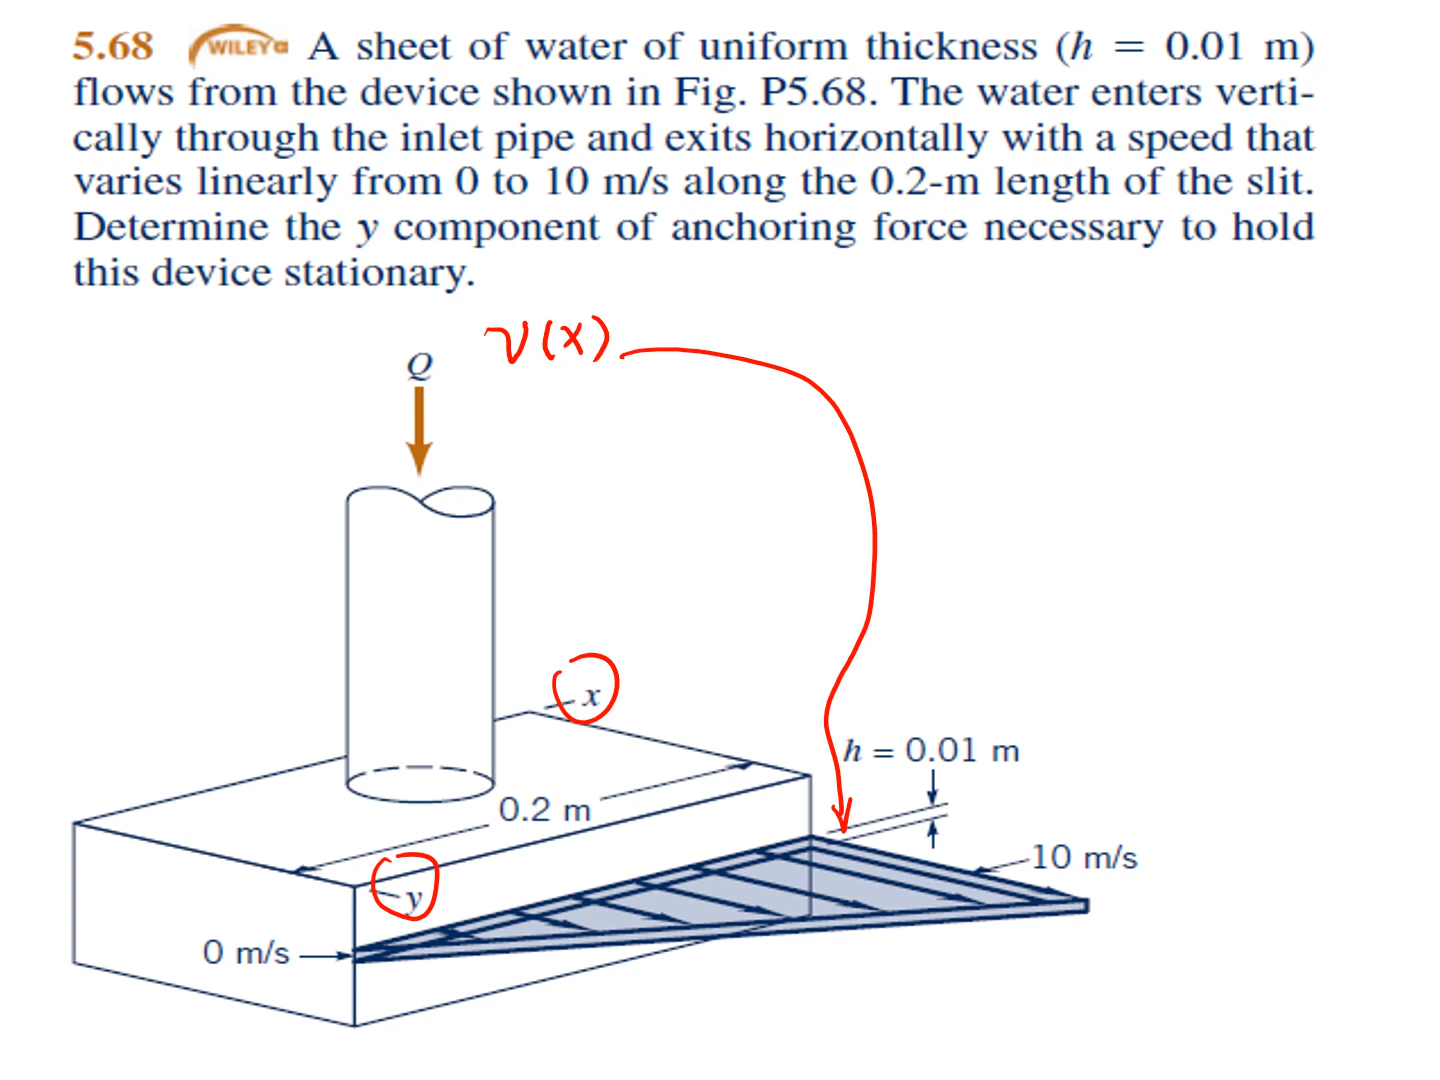 5.68 WILEY A sheet of water of uniform thickness (h = 0.01 m)
flows from the device shown in Fig. P5.68. The water enters verti-
cally through the inlet pipe and exits horizontally with a speed that
varies linearly from 0 to 10 m/s along the 0.2-m length of the slit.
Determine the y component of anchoring force necessary to hold
this device stationary.
v(x)
Q
x
h = 0.01 m
0.2 m
10 m/s
y
0 m/s